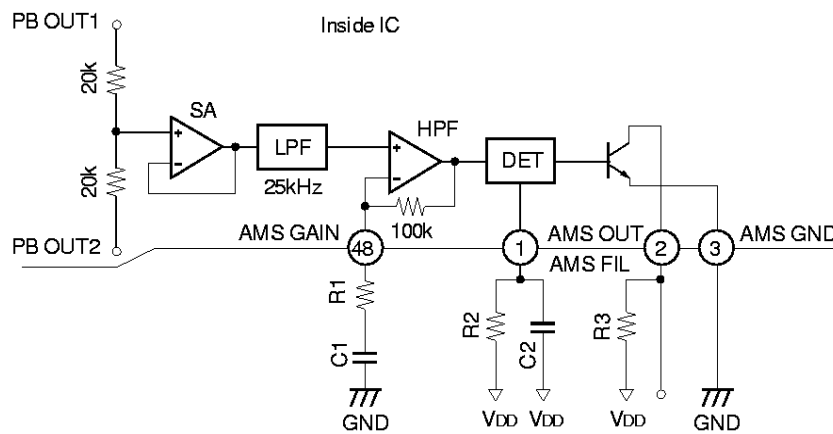 PB OUT1
Inside IC
20k
SA
HPF
LPF
DET
25kHz
20k
100k
PB OUT2
AMS GAIN
48
1
AMS OUT
2
3
AMS GND
AMS FIL
R1
R2
C2
R3
C1
GND
VDD
VDD
VDD
GND